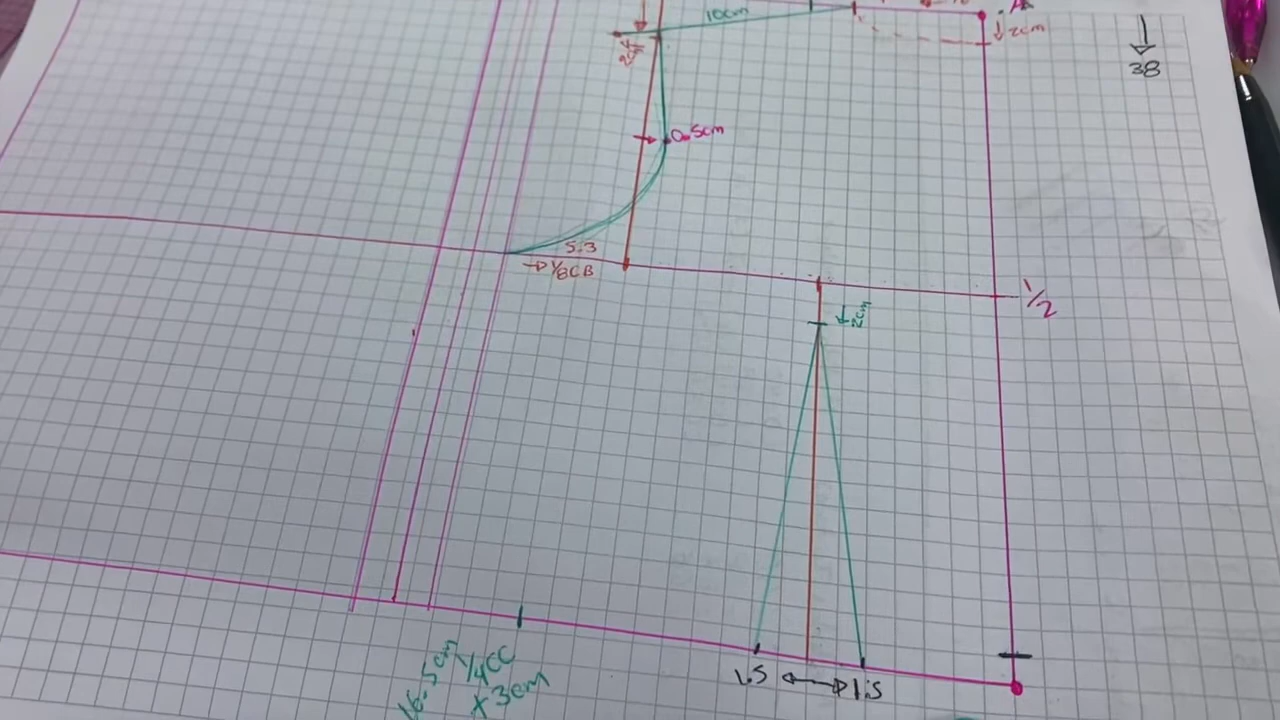 10cm
A
2cm
38
0.5cm
5.3
→1/8CB
1/2
↓2cm
16.5cm
1/4CC
+3cm
1.5 ↔ 1.5